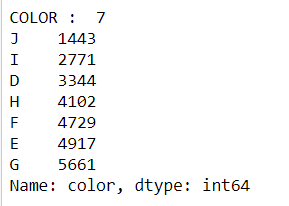 COLOR :  7
J    1443
I    2771
D    3344
H    4102
F    4729
E    4917
G    5661
Name: color, dtype: int64